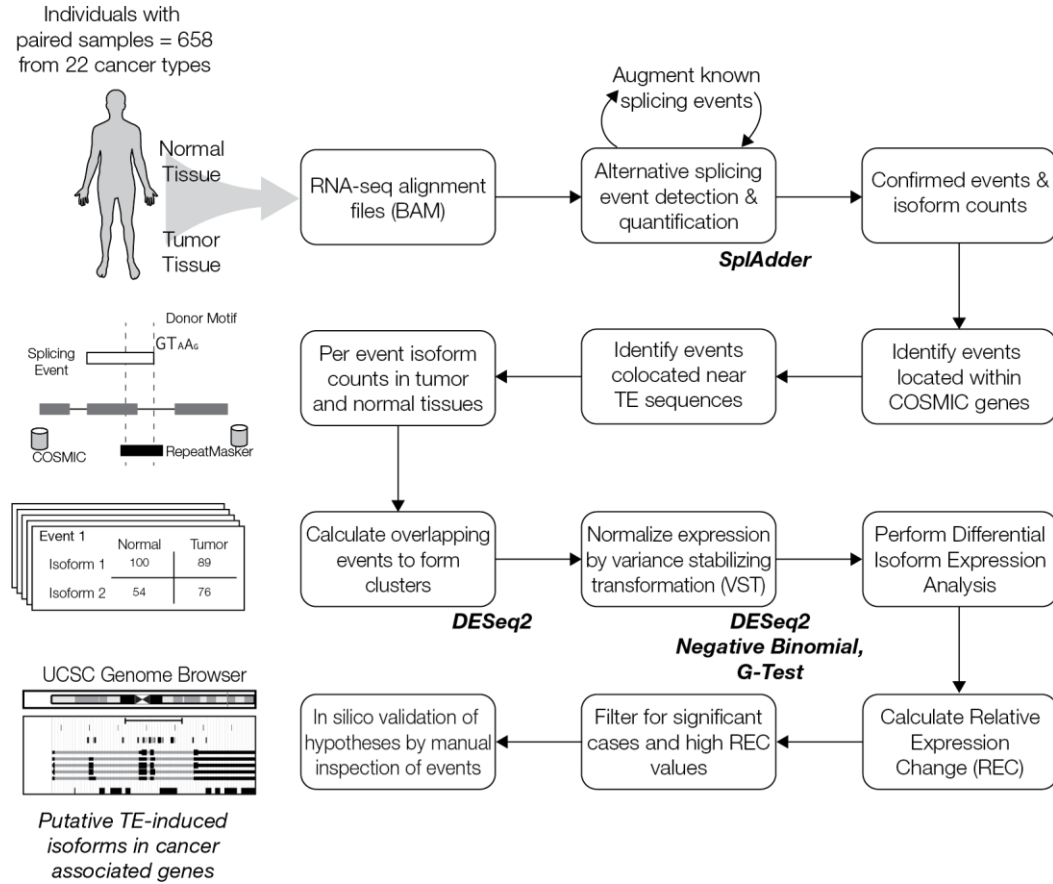 Individuals with
paired samples = 658
from 22 cancer types
Normal
Tissue
Tumor
Tissue
RNA-seq alignment
files (BAM)
Augment known
splicing events
Alternative splicing
event detection &
quantification
SplAdder
Confirmed events &
isoform counts
Donor Motif
GTAAG
Splicing
Event
COSMIC
RepeatMasker
Per event isoform
counts in tumor
and normal tissues
Identify events
colocated near
TE sequences
Identify events
located within
COSMIC genes
Event 1
Normal Tumor
Isoform 1 100 89
Isoform 2 54 76
Calculate overlapping
events to form
clusters
DESeq2
Normalize expression
by variance stabilizing
transformation (VST)
DESeq2
Negative Binomial,
G-Test
Perform Differential
Isoform Expression
Analysis
UCSC Genome Browser
Putative TE-induced
isoforms in cancer
associated genes
In silico validation of
hypotheses by manual
inspection of events
Filter for significant
cases and high REC
values
Calculate Relative
Expression
Change (REC)